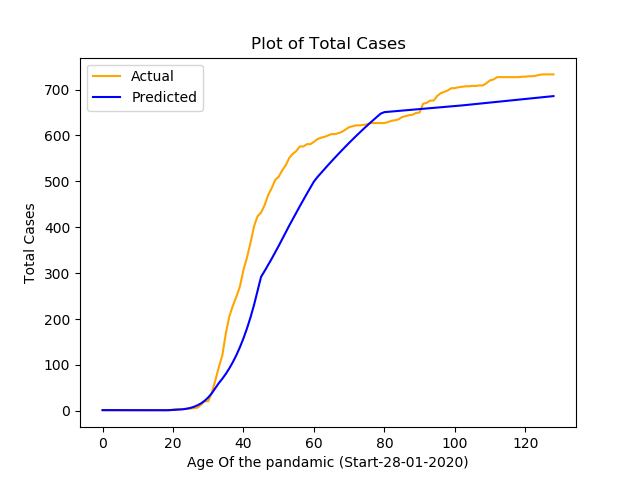 Plot of Total Cases
Actual
Predicted
700
600
500
400
300
200
100
0
Total Cases
0 20 40 60 80 100 120
Age Of the pandamic (Start-28-01-2020)